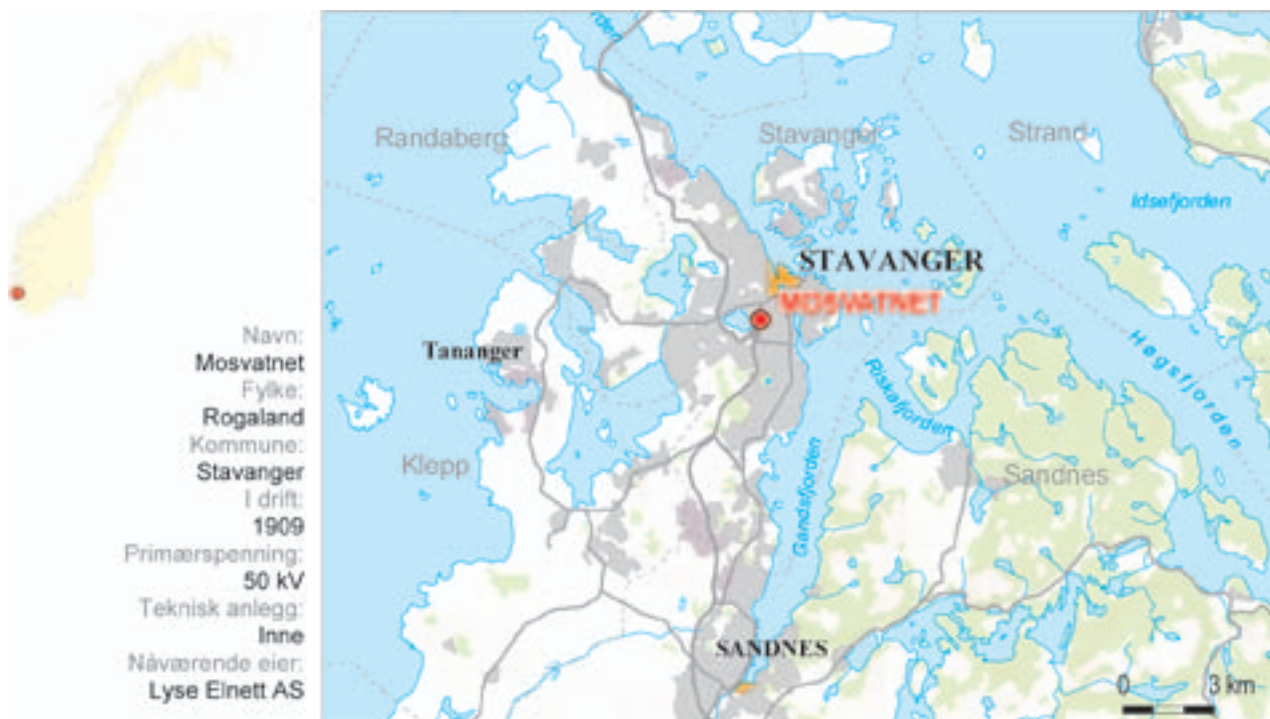 Navn:
Mosvatnet
Fylke:
Rogaland
Kommune:
Stavanger
I drift:
1909
Primærspenning:
50 kV
Teknisk anlegg:
Inne
Nåværende eier:
Lyse Elnett AS
orden
Randaberg
Stavanger
Strand
Idsefjorden
STAVANGER
MOSVATNET
Tananger
Riskafjorden
Høgsfjorden
Klepp
Gandsfjorden
Sandnes
SANDNES
0 3 km